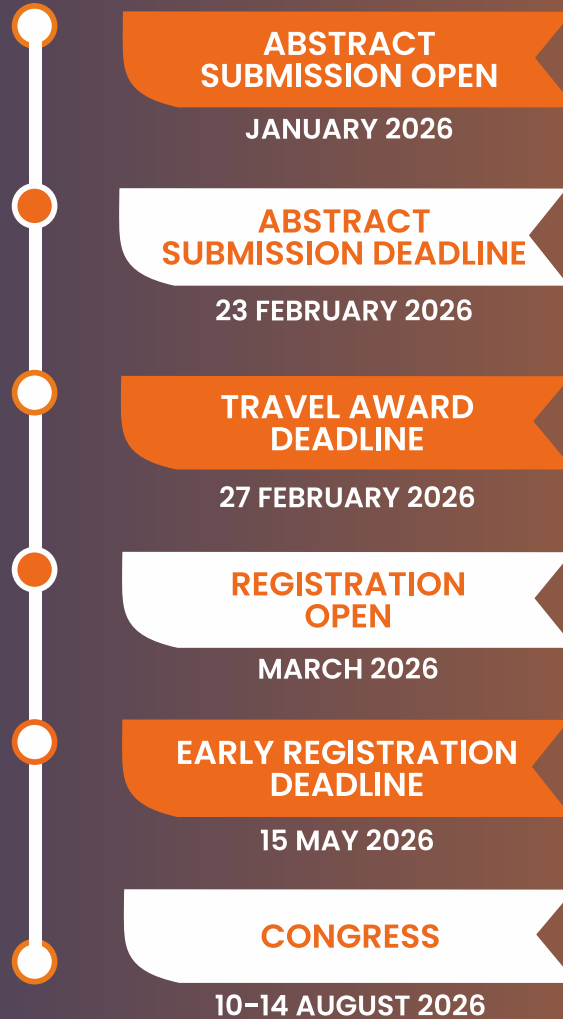 ABSTRACT
SUBMISSION OPEN
JANUARY 2026
ABSTRACT
SUBMISSION DEADLINE
23 FEBRUARY 2026
TRAVEL AWARD
DEADLINE
27 FEBRUARY 2026
REGISTRATION
OPEN
MARCH 2026
EARLY REGISTRATION
DEADLINE
15 MAY 2026
CONGRESS
10–14 AUGUST 2026